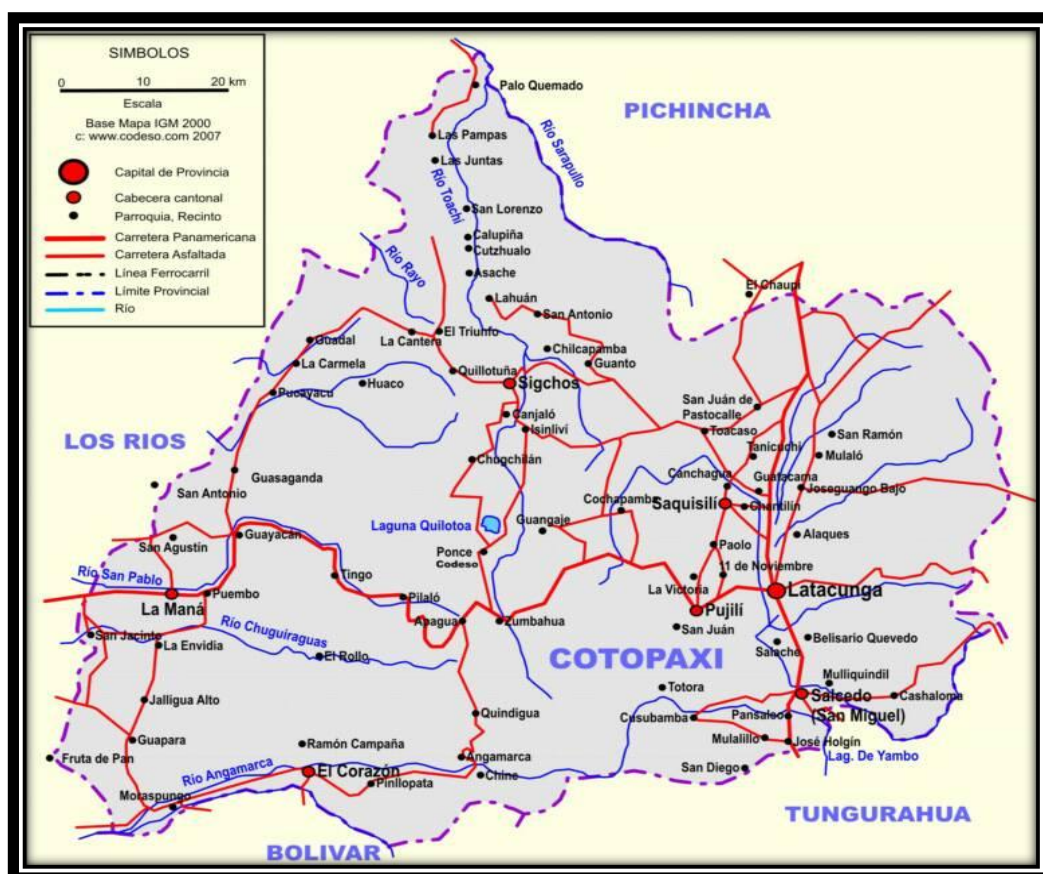 SIMBOLOS
0 10 20 km
Escala
Base Mapa IGM 2000
c: www.codeso.com 2007
Capital de Provincia
Cabecera cantonal
Parroquia, Recinto
Carretera Panamericana
Carretera Asfaltada
Línea Ferrocarril
Límite Provincial
Río
Palo Quemado
PICHINCHA
Las Pampas
Río Sarapullo
Las Juntas
Río Toachi
San Lorenzo
Calupiña
Cutzhualo
Río Rayo
Asache
El Chaupi
Lahuán
San Antonio
Guadal
La Cantera
El Triunfo
Chilcapamba
La Carmela
Guanto
Quillotuña
Huaco
Sigchos
Pucayacu
San Juán de
Pastocalle
Canjaló
Isinliví
Toacaso
San Ramón
LOS RIOS
Tanicuchi
Mulaló
Chugchilán
Canchagua
Guasaganda
Guatacama
San Antonio
Joseguango Bajo
Cochapamba
Saquisilí
Chantilín
Laguna Quilotoa
Guangaje
Guayacán
Alaques
San Agustín
Paolo
Ponce
Codeso
11 de Noviembre
Río San Pablo
Tingo
La Victoria
Puembo
Pilaló
Latacunga
La Maná
Pujilí
Río Chuguiraguas
Apagua
Zumbahua
San Juán
San Jacinto
La Envidia
Belisario Quevedo
Salache
El Rollo
COTOPAXI
Mulliquindil
Totora
Jalligua Alto
Salcedo
(San Miguel)
Cashaloma
Quindigua
Cusubamba
Pansaleo
Guapara
Ramón Campaña
Mulalillo
José Holgín
Fruta de Pan
Angamarca
Lag. De Yambo
Río Angamarca
El Corazón
Chine
San Diego
Pinllopata
Moraspungo
TUNGURAHUA
BOLIVAR